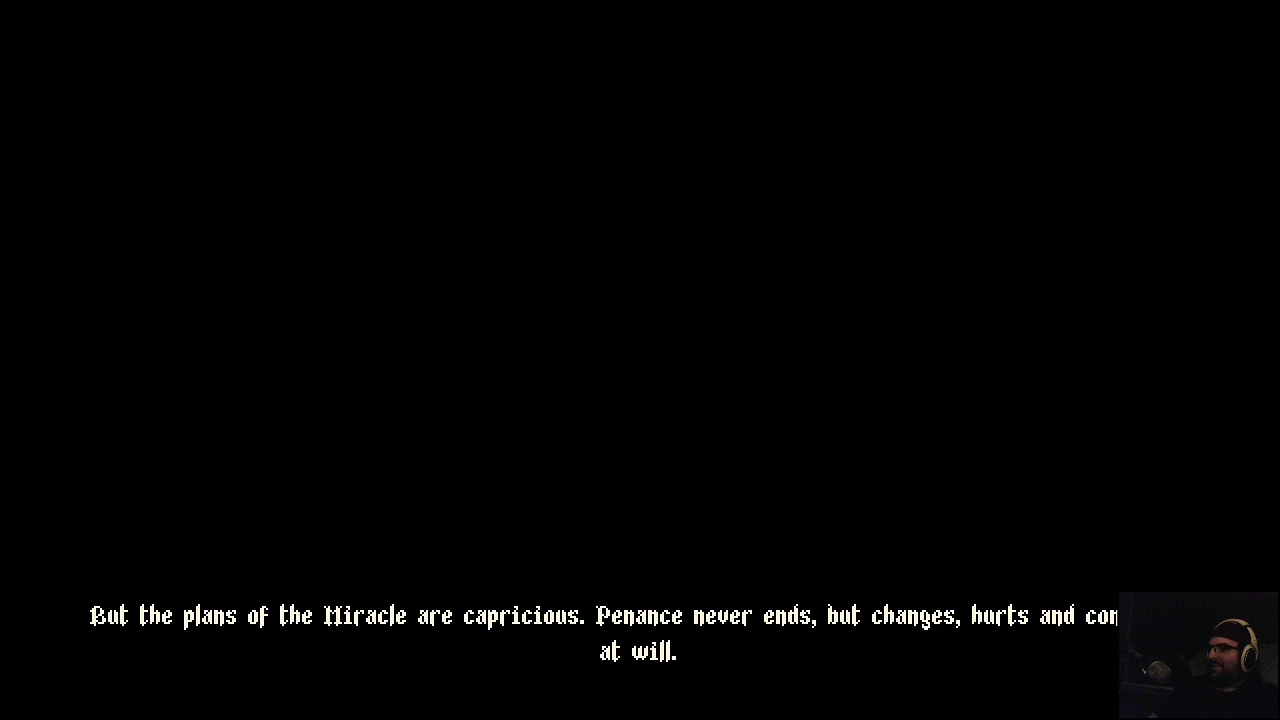 But the plans of the Miracle are capricious. Penance never ends, but changes, hurts and
at will.